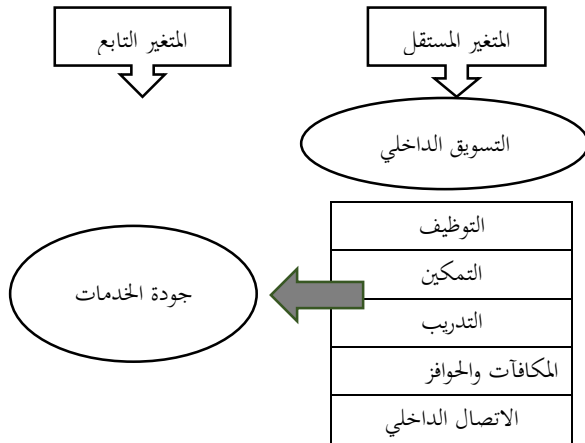 المتغير المستقل
المتغير التابع
التسويق الداخلي
التوظيف
التمكين
التدريب
المكافآت والحوافز
الاتصال الداخلي
جودة الخدمات